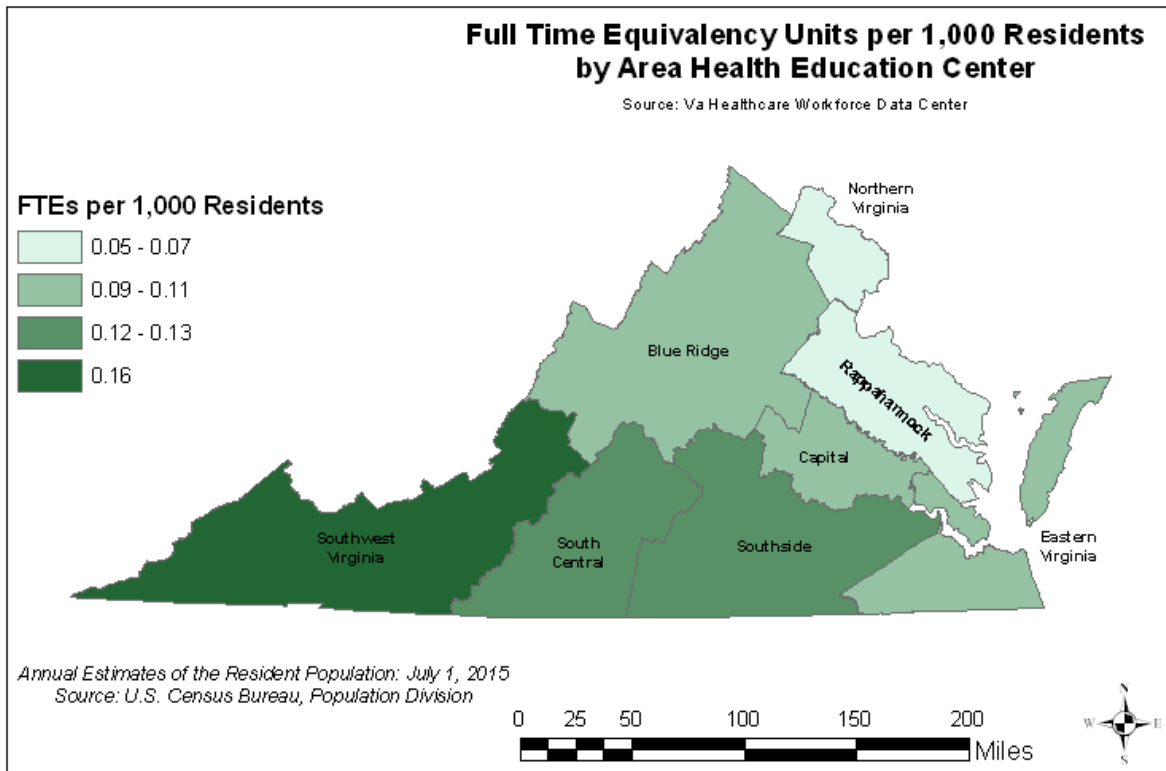 Full Time Equivalency Units per 1,000 Residents
by Area Health Education Center
Source: Va Healthcare Workforce Data Center
FTEs per 1,000 Residents
0.05 - 0.07
0.09 - 0.11
0.12 - 0.13
0.16
Northern
Virginia
Blue Ridge
Rappahannock
Capital
Southwest
Virginia
South
Central
Southside
Eastern
Virginia
Annual Estimates of the Resident Population: July 1, 2015
Source: U.S. Census Bureau, Population Division
0 25 50 100 150 200
Miles
N
W E
S